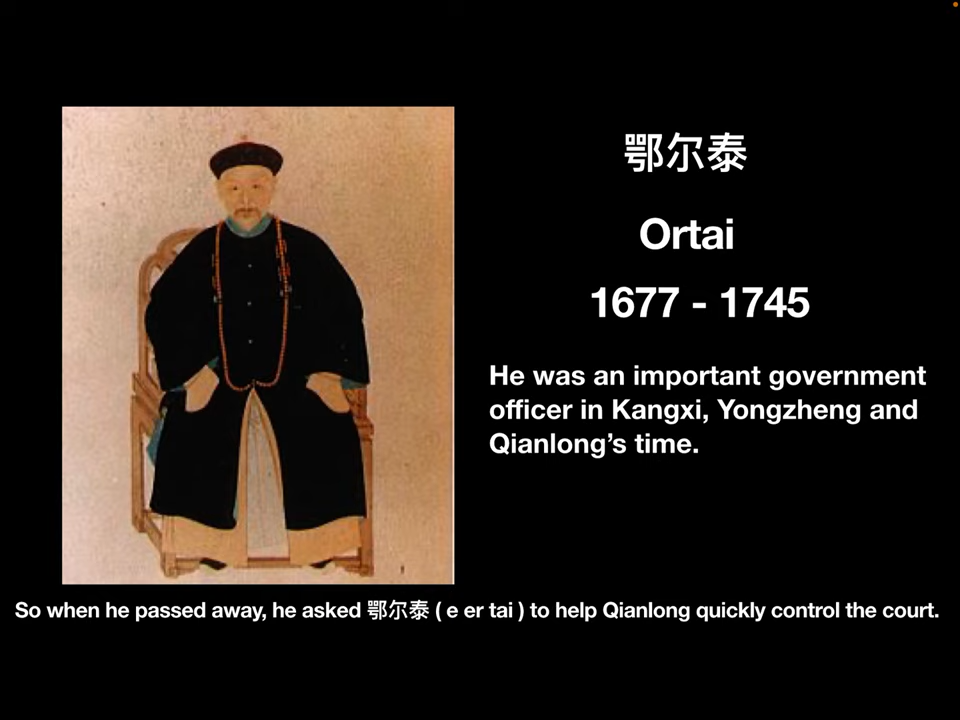 鄂尔泰
Ortai
1677 - 1745
He was an important government
officer in Kangxi, Yongzheng and
Qianlong’s time.
So when he passed away, he asked 鄂尔泰 ( e er tai ) to help Qianlong quickly control the court.